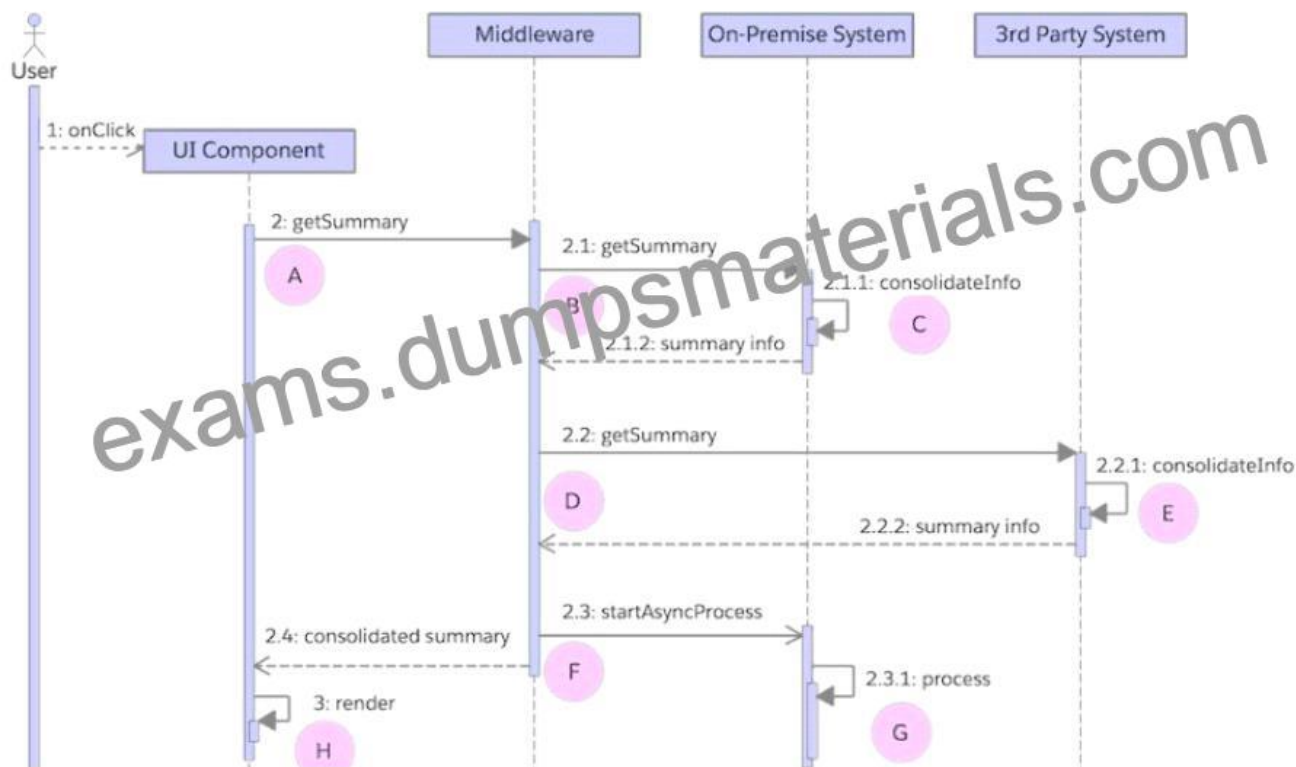 User
Middleware
On-Premise System
3rd Party System
1: onClick
UI Component
2: getSummary
A
2.1: getSummary
B
2.1.1: consolidateInfo
C
2.1.2: summary info
exams.dumpsmaterials.com
2.2: getSummary
D
2.2.1: consolidateInfo
E
2.2.2: summary info
2.3: startAsyncProcess
2.4: consolidated summary
F
2.3.1: process
G
3: render
H